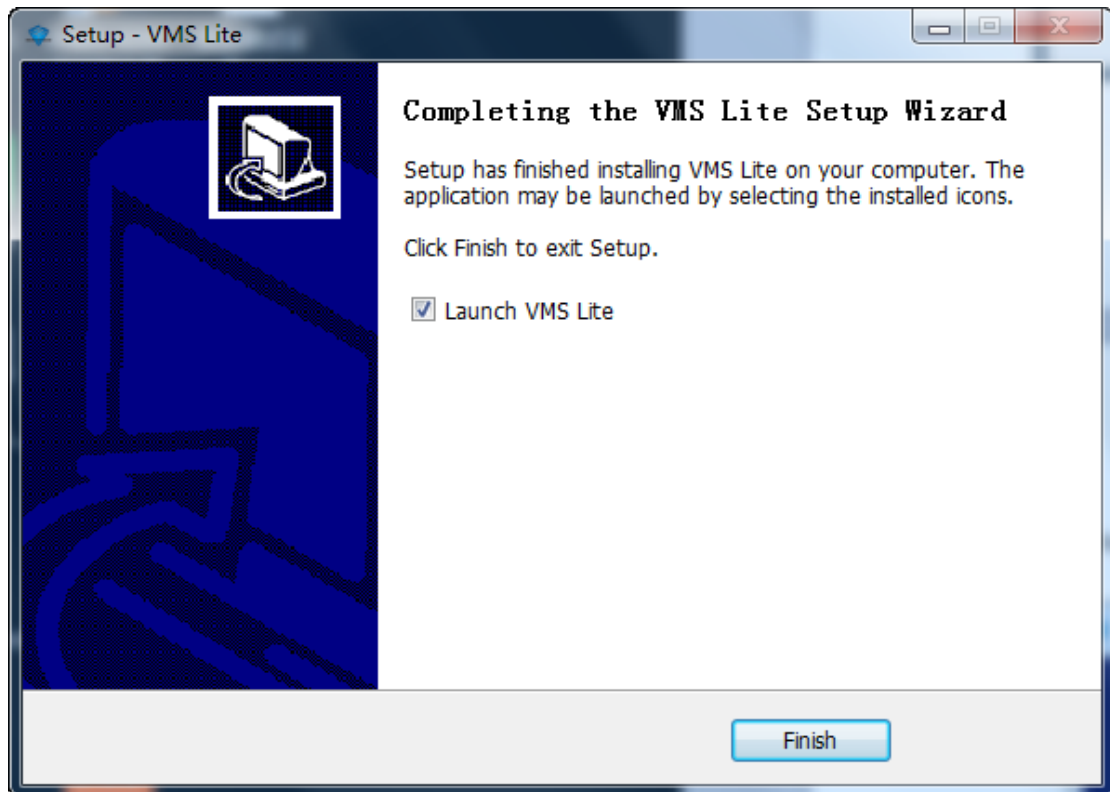 Setup - VMS Lite
Completing the VMS Lite Setup Wizard
Setup has finished installing VMS Lite on your computer. The
application may be launched by selecting the installed icons.
Click Finish to exit Setup.
Launch VMS Lite
Finish